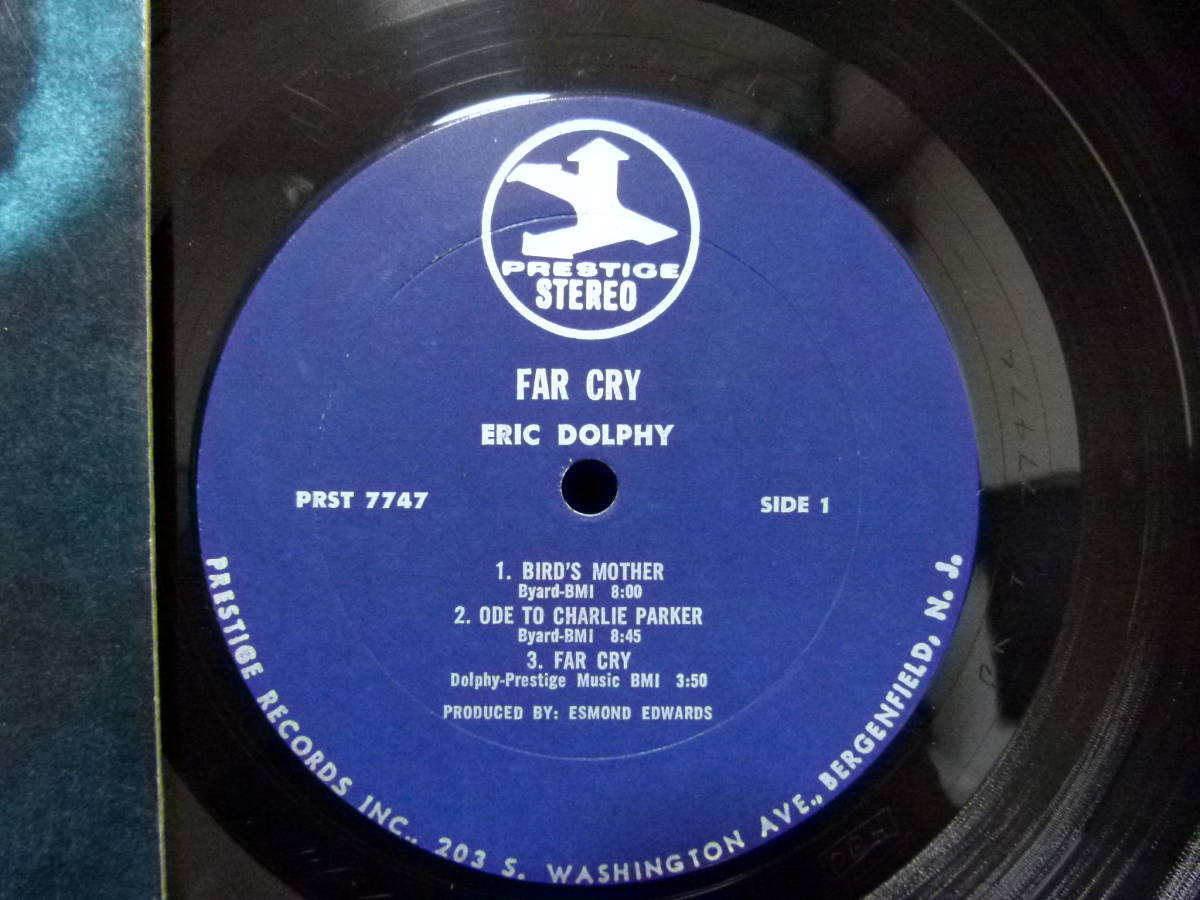 PRESTIGE
STEREO
FAR CRY
ERIC DOLPHY
PRST 7747
SIDE 1
1. BIRD'S MOTHER
Byard-BMI 8:00
2. ODE TO CHARLIE PARKER
Byard-BMI 8:45
3. FAR CRY
Dolphy-Prestige Music BMI 3:50
PRODUCED BY: ESMOND EDWARDS
PRESTIGE RECORDS INC., 203 S. WASHINGTON AVE., BERGENFIELD, N. J.